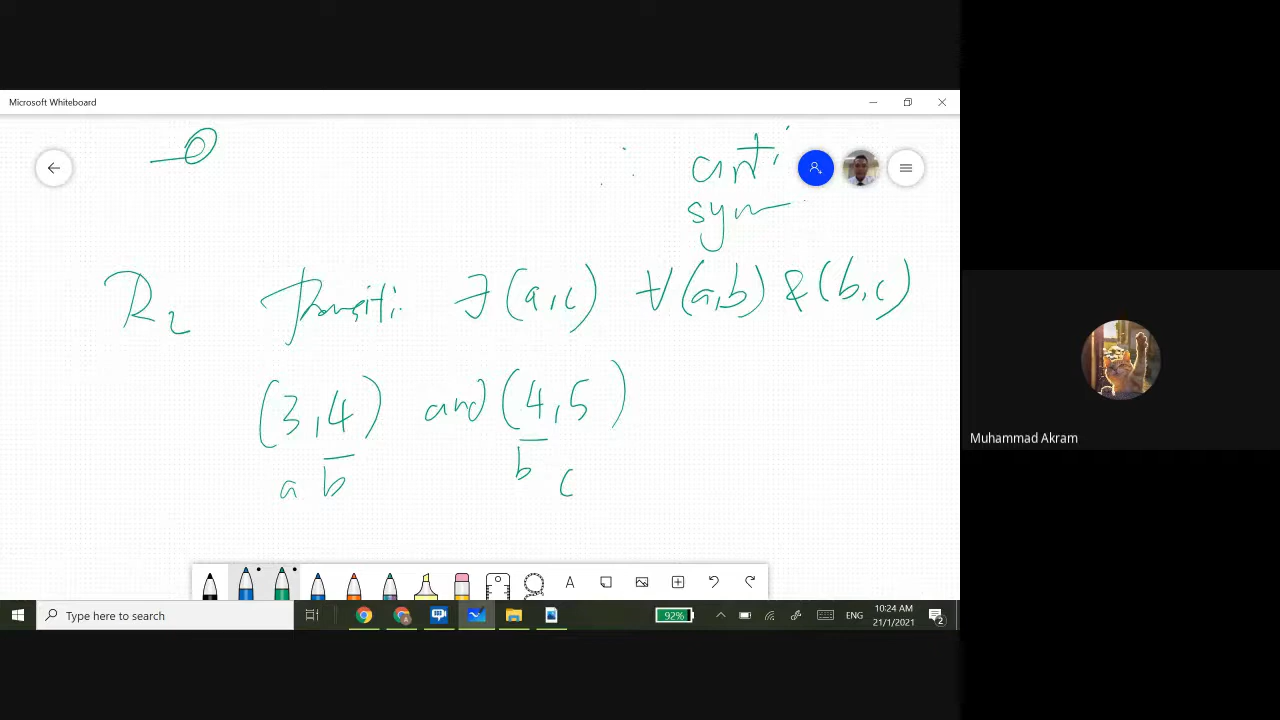 Microsoft Whiteboard
∴ anti
sym
R₂ transiti. ∃(a,c) ∀(a,b) & (b,c)
(3,4) and (4,5)
a b b c
Muhammad Akram
A
Type here to search
92%
ENG
10:24 AM
21/1/2021
2